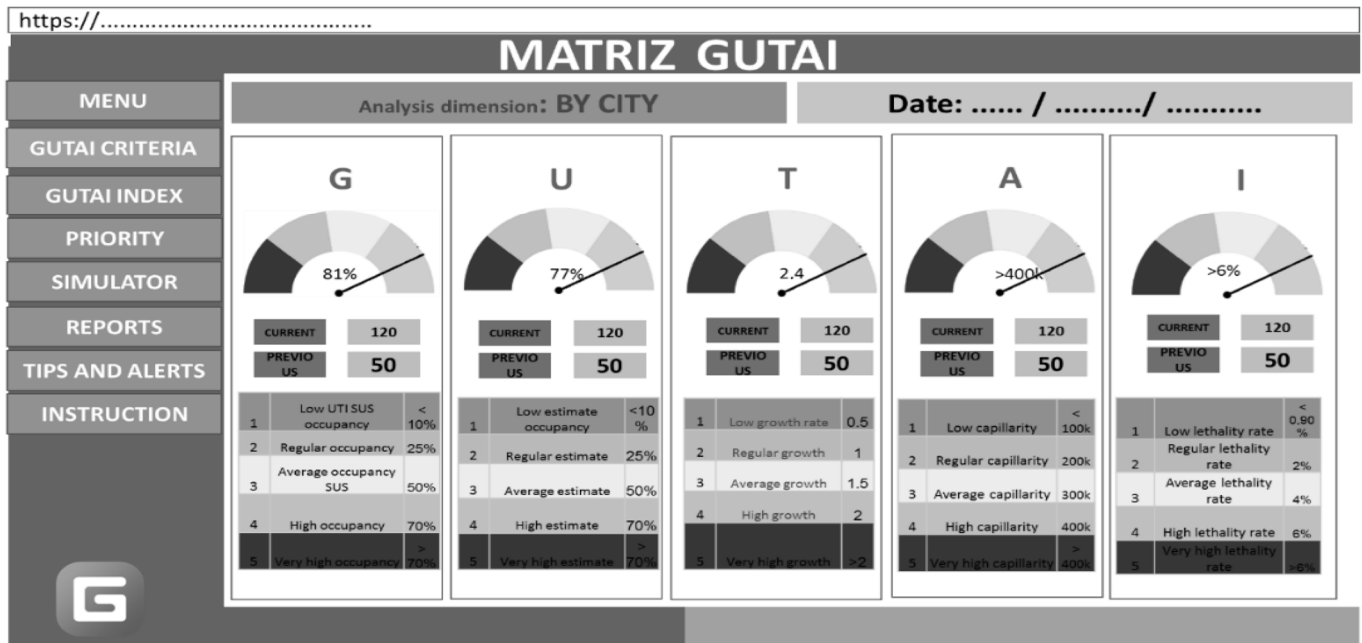 https://..........................................
MATRIZ GUTAI
MENU
GUTAI CRITERIA
GUTAI INDEX
PRIORITY
SIMULATOR
REPORTS
TIPS AND ALERTS
INSTRUCTION
G
Analysis dimension: BY CITY
Date: ...... / ........../ ...........
G
81%
CURRENT 120
PREVIO
US
50
1 Low UTI SUS
occupancy
<
10%
2 Regular occupancy 25%
3 Average occupancy
SUS
50%
4 High occupancy 70%
5 Very high occupancy
>
70%
U
77%
CURRENT 120
PREVIO
US
50
1 Low estimate
occupancy
<10
%
2 Regular estimate 25%
3 Average estimate 50%
4 High estimate 70%
5 Very high estimate
>
70%
T
2.4
CURRENT 120
PREVIO
US
50
1 Low growth rate 0.5
2 Regular growth 1
3 Average growth 1.5
4 High growth 2
5 Very high growth >2
A
>400k
CURRENT 120
PREVIO
US
50
1 Low capillarity
<
100k
2 Regular capillarity 200k
3 Average capillarity 300k
4 High capillarity 400k
5 Very high capillarity
>
400k
I
>6%
CURRENT 120
PREVIO
US
50
1 Low lethality rate
<
0,90
%
2 Regular lethality
rate
2%
3 Average lethality
rate
4%
4 High lethality rate 6%
5 Very high lethality
rate
>6%